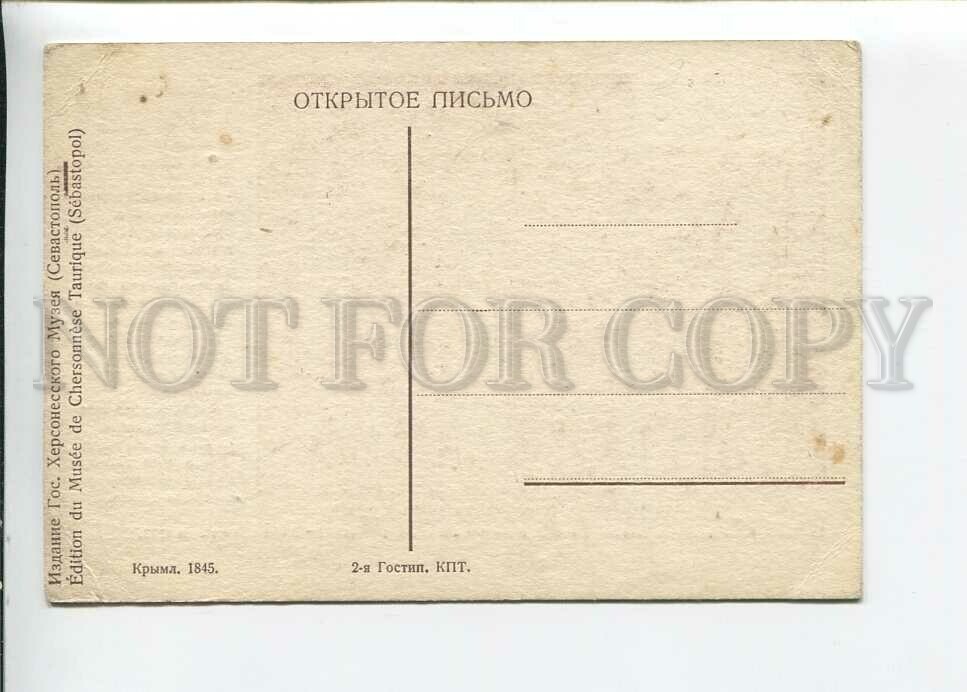 ОТКРЫТОЕ ПИСЬМО
Издание Гос. Херсонесского Музея (Севастополь)
Édition du Musée de Chersonnèse Taurique (Sébastopol)
NOT FOR COPY
Крымл. 1845.
2-я Гостип. КПТ.